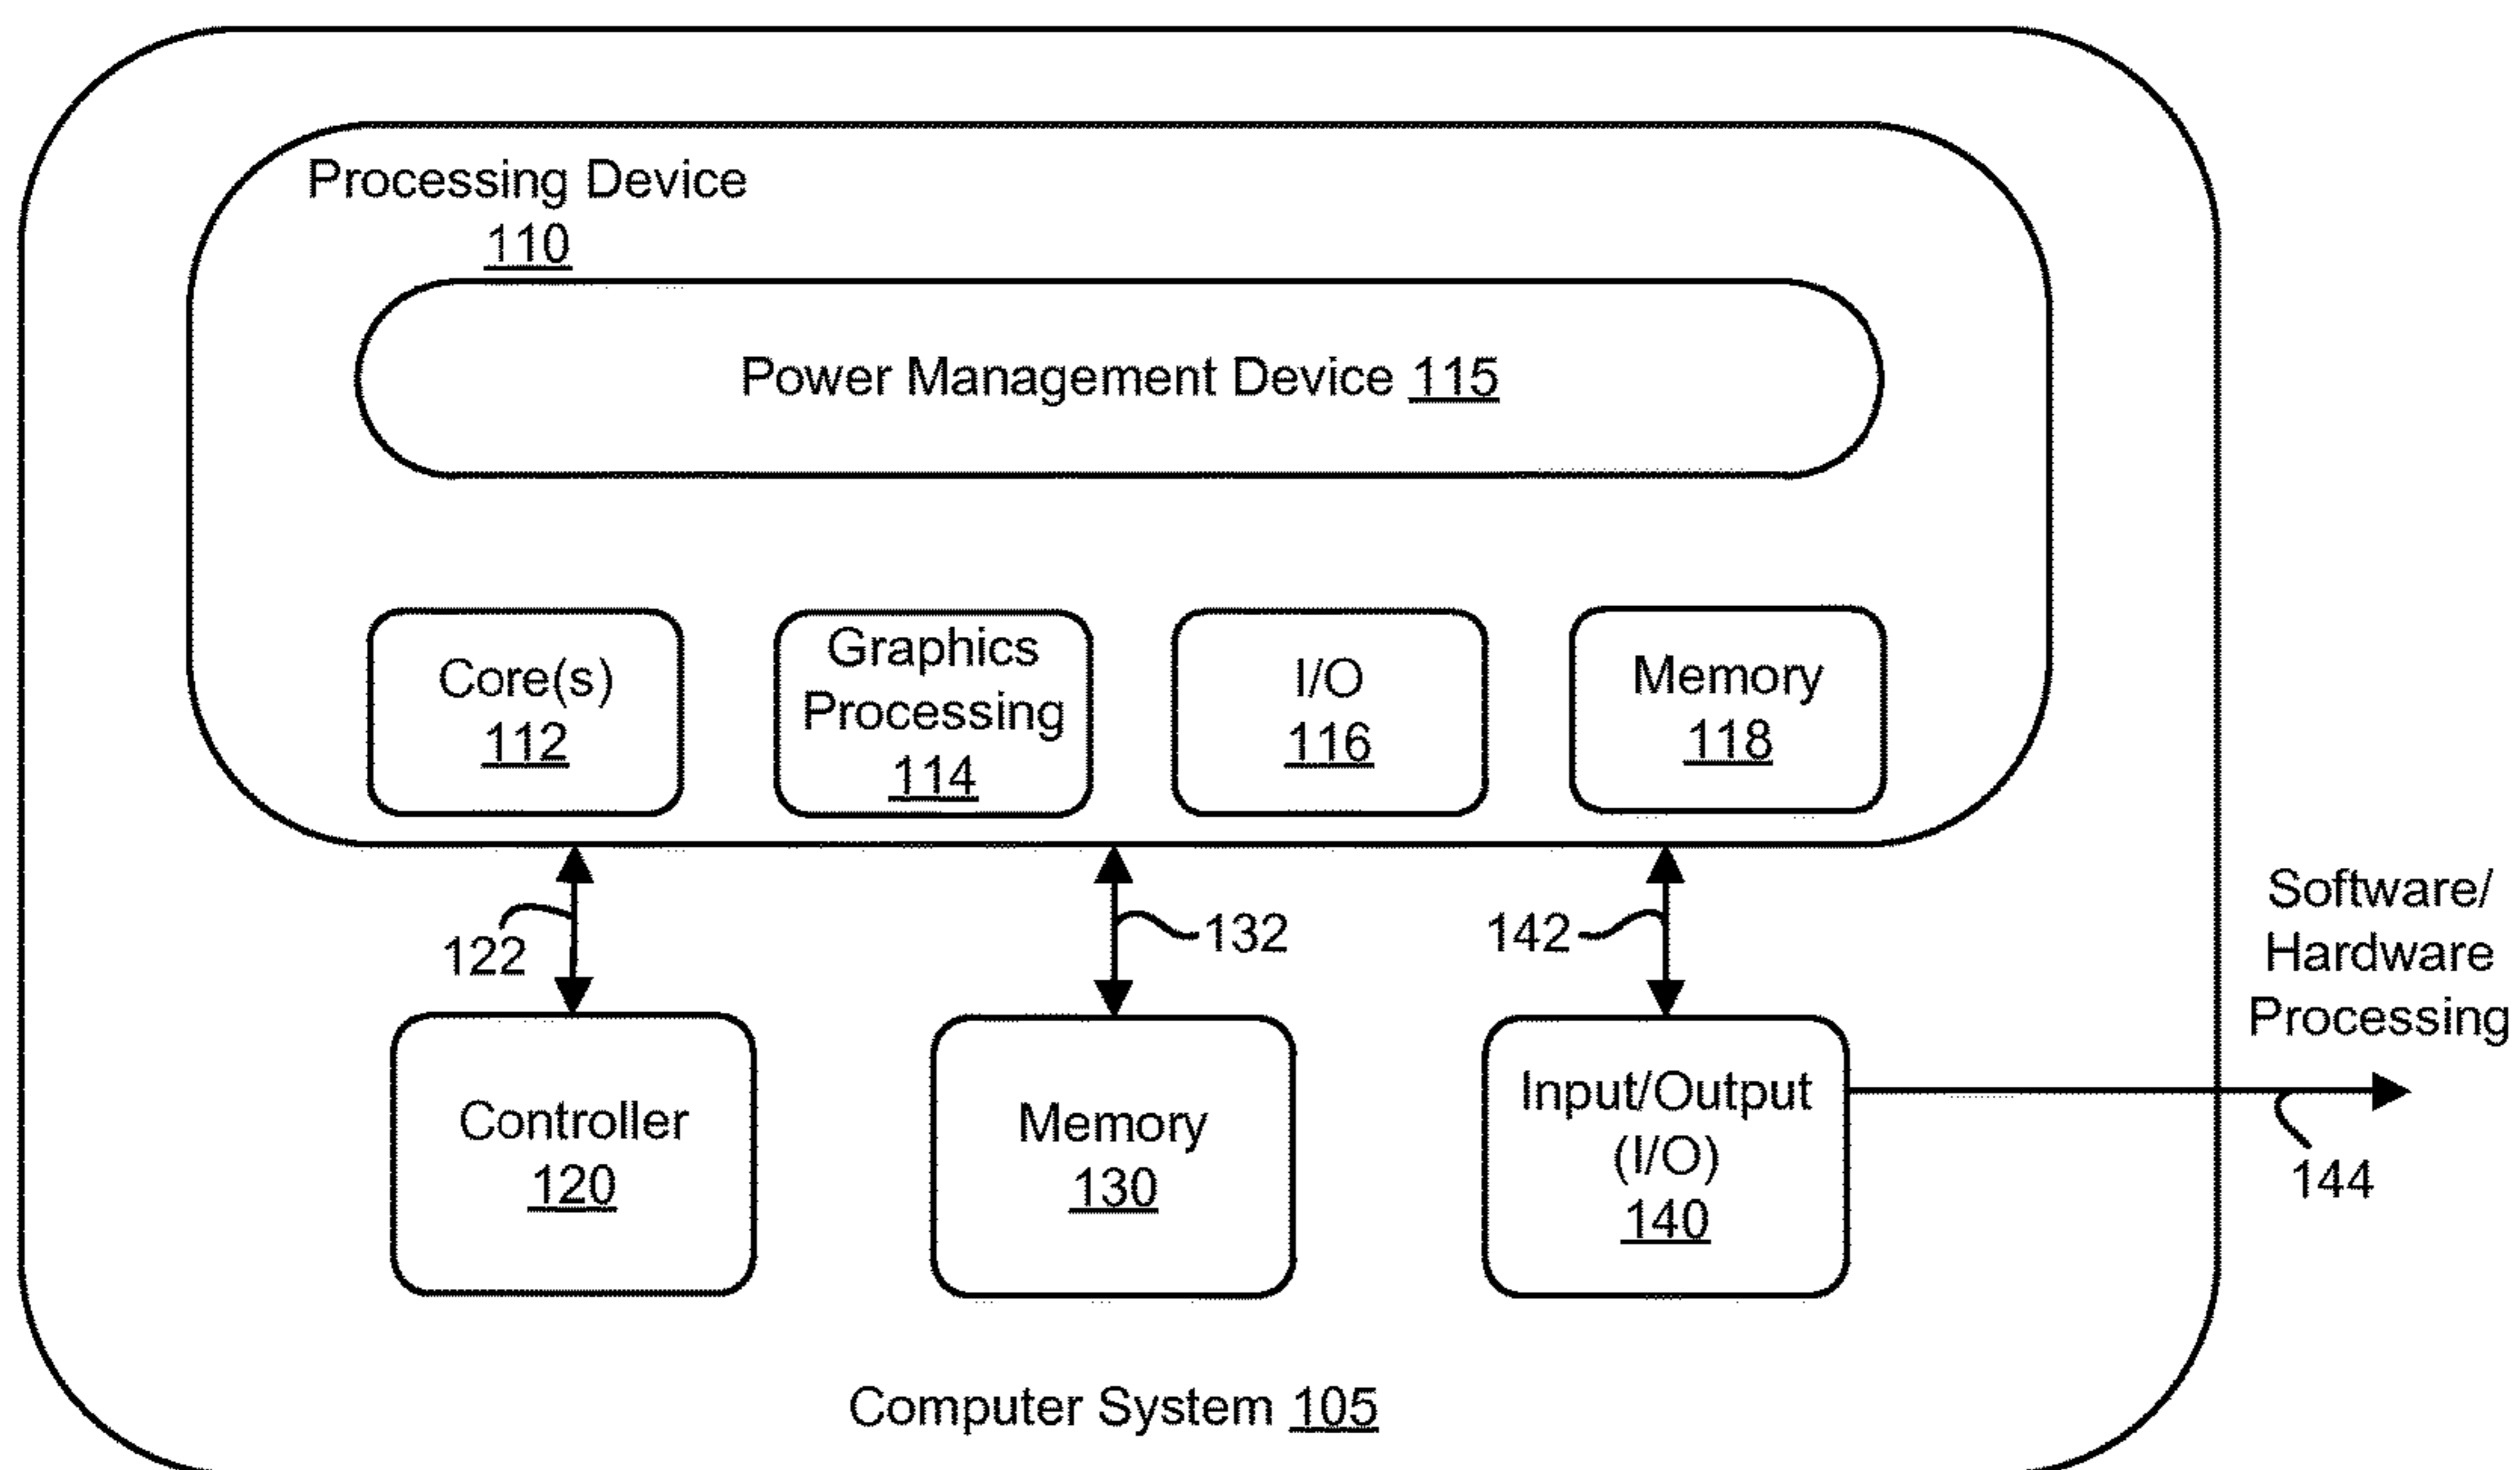 Processing Device
110
Power Management Device 115
Core(s)
112
Graphics
Processing
114
I/O
116
Memory
118
122
132
142
Software/
Hardware
Processing
Controller
120
Memory
130
Input/Output
(I/O)
140
144
Computer System 105